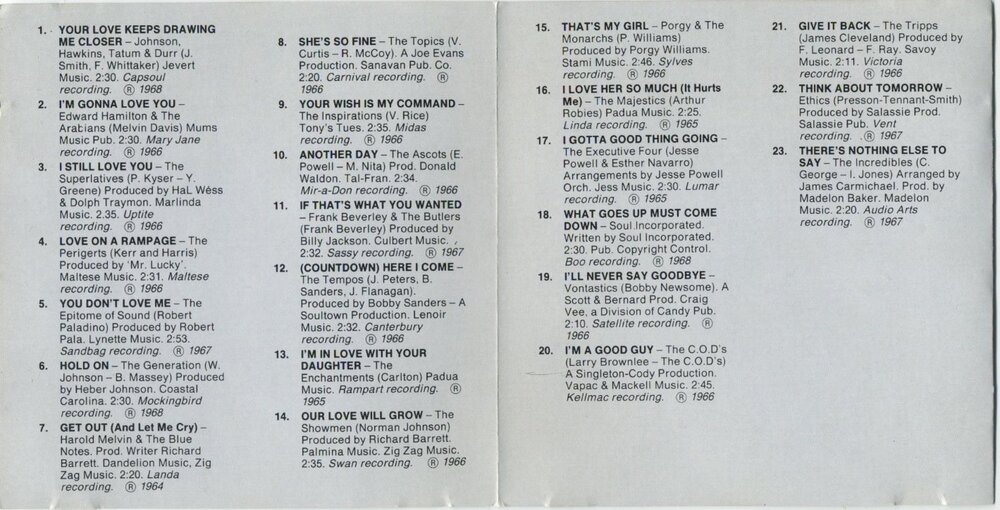 1. YOUR LOVE KEEPS DRAWING
ME CLOSER – Johnson,
Hawkins, Tatum & Durr (J.
Smith, F. Whittaker) Jevert
Music. 2:30. Capsoul
recording. Ⓡ 1968
2. I'M GONNA LOVE YOU –
Edward Hamilton & The
Arabians (Melvin Davis) Mums
Music Pub. 2:30. Mary Jane
recording. Ⓡ 1966
3. I STILL LOVE YOU – The
Superlatives (P. Kyser – Y.
Greene) Produced by HaL Wéss
& Dolph Traymon. Marlinda
Music. 2.35. Uptite
recording. Ⓡ 1966
4. LOVE ON A RAMPAGE – The
Perigerts (Kerr and Harris)
Produced by 'Mr. Lucky'.
Maltese Music. 2:31. Maltese
recording. Ⓡ 1966
5. YOU DON'T LOVE ME – The
Epitome of Sound (Robert
Paladino) Produced by Robert
Pala. Lynette Music. 2:53.
Sandbag recording. Ⓡ 1967
6. HOLD ON – The Generation (W.
Johnson – B. Massey) Produced
by Heber Johnson. Coastal
Carolina. 2:30. Mockingbird
recording. Ⓡ 1968
7. GET OUT (And Let Me Cry) –
Harold Melvin & The Blue
Notes. Prod. Writer Richard
Barrett. Dandelion Music, Zig
Zag Music. 2:20. Landa
recording. Ⓡ 1964
8. SHE'S SO FINE – The Topics (V.
Curtis – R. McCoy). A Joe Evans
Production. Sanavan Pub. Co.
2:20. Carnival recording. Ⓡ
1966
9. YOUR WISH IS MY COMMAND –
The Inspirations (V. Rice)
Tony's Tues. 2:35. Midas
recording. Ⓡ 1966
10. ANOTHER DAY – The Ascots (E.
Powell – M. Nita) Prod. Donald
Waldon. Tal-Fran. 2:34.
Mir-a-Don recording. Ⓡ 1966
11. IF THAT'S WHAT YOU WANTED
– Frank Beverley & The Butlers
(Frank Beverley) Produced by
Billy Jackson. Culbert Music.
2:32. Sassy recording. Ⓡ 1967
12. (COUNTDOWN) HERE I COME –
The Tempos (J. Peters, B.
Sanders, J. Flanagan).
Produced by Bobby Sanders – A
Soultown Production. Lenoir
Music. 2:32. Canterbury
recording. Ⓡ 1966
13. I'M IN LOVE WITH YOUR
DAUGHTER – The
Enchantments (Carlton) Padua
Music. Rampart recording. Ⓡ
1965
14. OUR LOVE WILL GROW – The
Showmen (Norman Johnson)
Produced by Richard Barrett.
Palmina Music. Zig Zag Music.
2:35. Swan recording. Ⓡ 1966
15. THAT'S MY GIRL – Porgy & The
Monarchs (P. Williams)
Produced by Porgy Williams.
Stami Music. 2:46. Sylves
recording. Ⓡ 1966
16. I LOVE HER SO MUCH (It Hurts
Me) – The Majestics (Arthur
Robies) Padua Music. 2:25.
Linda recording. Ⓡ 1965
17. I GOTTA GOOD THING GOING –
The Executive Four (Jesse
Powell & Esther Navarro)
Arrangements by Jesse Powell
Orch. Jess Music. 2:30. Lumar
recording. Ⓡ 1965
18. WHAT GOES UP MUST COME
DOWN – Soul Incorporated.
Written by Soul Incorporated.
2:30. Pub. Copyright Control.
Boo recording. Ⓡ 1968
19. I'LL NEVER SAY GOODBYE –
Vontastics (Bobby Newsome). A
Scott & Bernard Prod. Craig
Vee, a Division of Candy Pub.
2:10. Satellite recording. Ⓡ
1966
20. I'M A GOOD GUY – The C.O.D's
(Larry Brownlee – The C.O.D's)
A Singleton-Cody Production.
Vapac & Mackell Music. 2:45.
Kellmac recording. Ⓡ 1966
21. GIVE IT BACK – The Tripps
(James Cleveland) Produced by
F. Leonard – F. Ray. Savoy
Music. 2:11. Victoria
recording. Ⓡ 1966
22. THINK ABOUT TOMORROW –
Ethics (Presson-Tennant-Smith)
Produced by Salassie Prod.
Salassie Pub. Vent
recording. Ⓡ 1967
23. THERE'S NOTHING ELSE TO
SAY – The Incredibles (C.
George – I. Jones) Arranged by
James Carmichael. Prod. by
Madelon Baker. Madelon
Music. 2:20. Audio Arts
recording. Ⓡ 1967